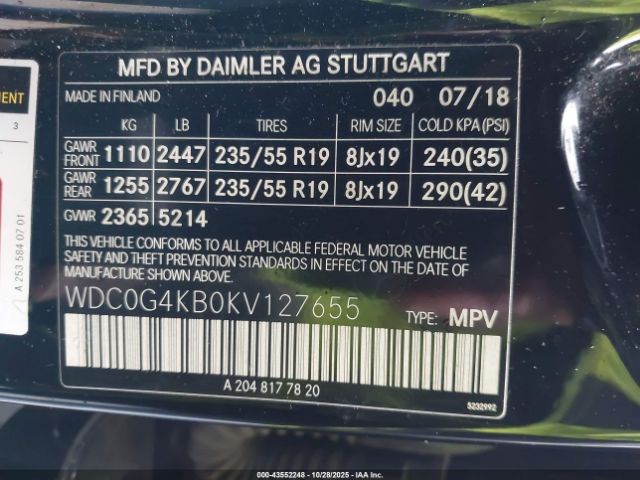 MFD BY DAIMLER AG STUTTGART
MADE IN FINLAND 040 07/18
KG LB TIRES RIM SIZE COLD KPA(PSI)
GAWR FRONT 1110 2447 235/55 R19 8Jx19 240(35)
GAWR REAR 1255 2767 235/55 R19 8Jx19 290(42)
GVWR 2365 5214
THIS VEHICLE CONFORMS TO ALL APPLICABLE FEDERAL MOTOR VEHICLE
SAFETY AND THEFT PREVENTION STANDARDS IN EFFECT ON THE DATE
OF MANUFACTURE SHOWN ABOVE.
WDC0G4KB0KV127655 TYPE: MPV
A 204 817 78 20
5232992
3
A 253 584 07 01
000-43552248 - 10/28/2025 - IAAI.COM